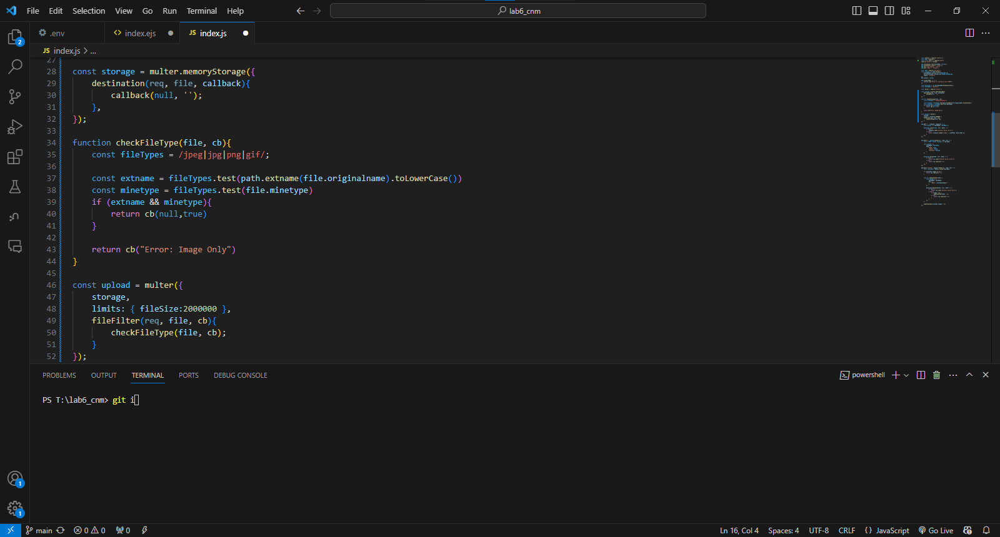 File Edit Selection View Go Run Terminal Help
lab6_cnm
.env
index.ejs
JS index.js
JS index.js > ...
27
28 const storage = multer.memoryStorage({
29 destination(req, file, callback){
30 callback(null, '');
31 },
32 });
33
34 function checkFileType(file, cb){
35 const fileTypes = /jpeg|jpg|png|gif/;
36
37 const extname = fileTypes.test(path.extname(file.originalname).toLowerCase())
38 const minetype = fileTypes.test(file.minetype)
39 if (extname && minetype){
40 return cb(null,true)
41 }
42
43 return cb("Error: Image Only")
44 }
45
46 const upload = multer({
47 storage,
48 limits: { fileSize:2000000 },
49 fileFilter(req, file, cb){
50 checkFileType(file, cb);
51 }
52 });
2
PROBLEMS OUTPUT TERMINAL PORTS DEBUG CONSOLE
powershell
PS T:\lab6_cnm> git i
1
1
main 0 0 0
Ln 16, Col 4 Spaces: 4 UTF-8 CRLF {} JavaScript Go Live